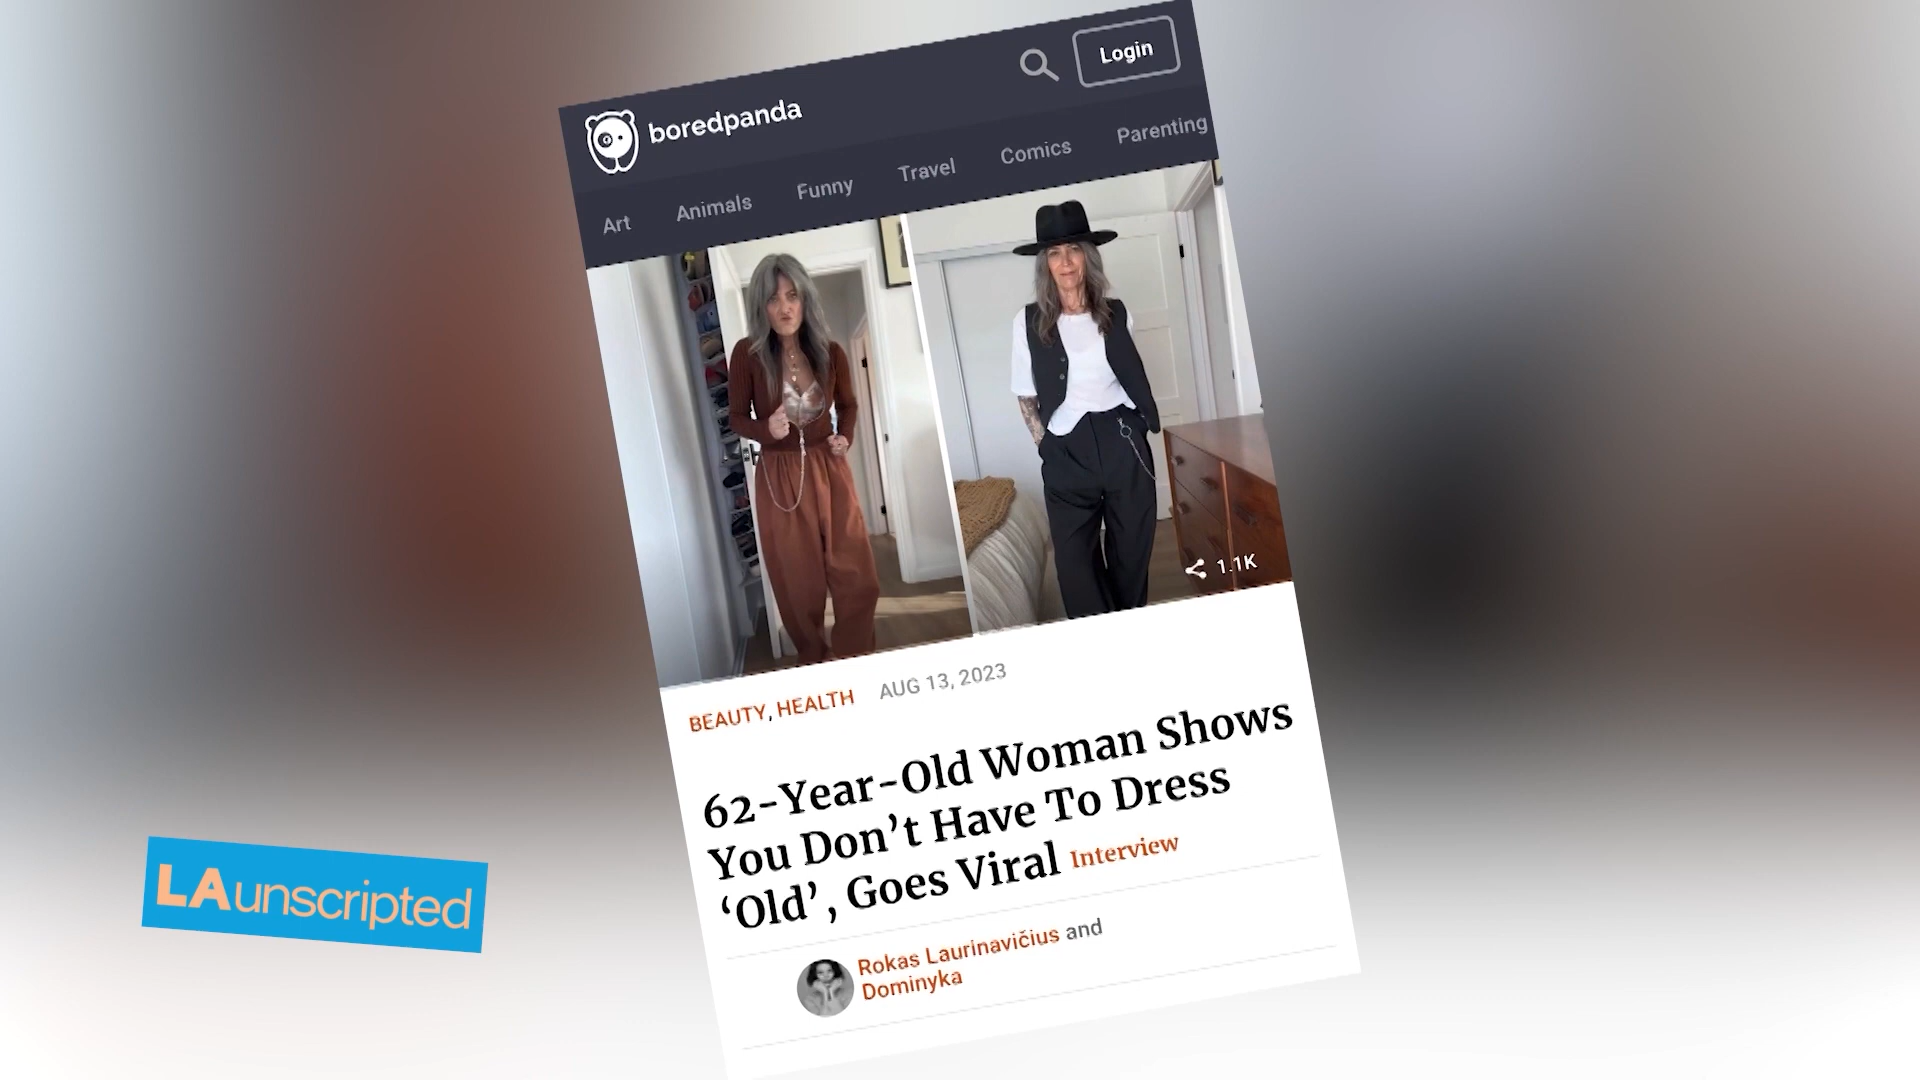 Login
boredpanda
Art Animals Funny Travel Comics Parenting
1.1K
BEAUTY, HEALTH AUG 13, 2023
62-Year-Old Woman Shows
You Don't Have To Dress
'Old', Goes Viral Interview
Rokas Laurinavičius and
Dominyka
LAunscripted